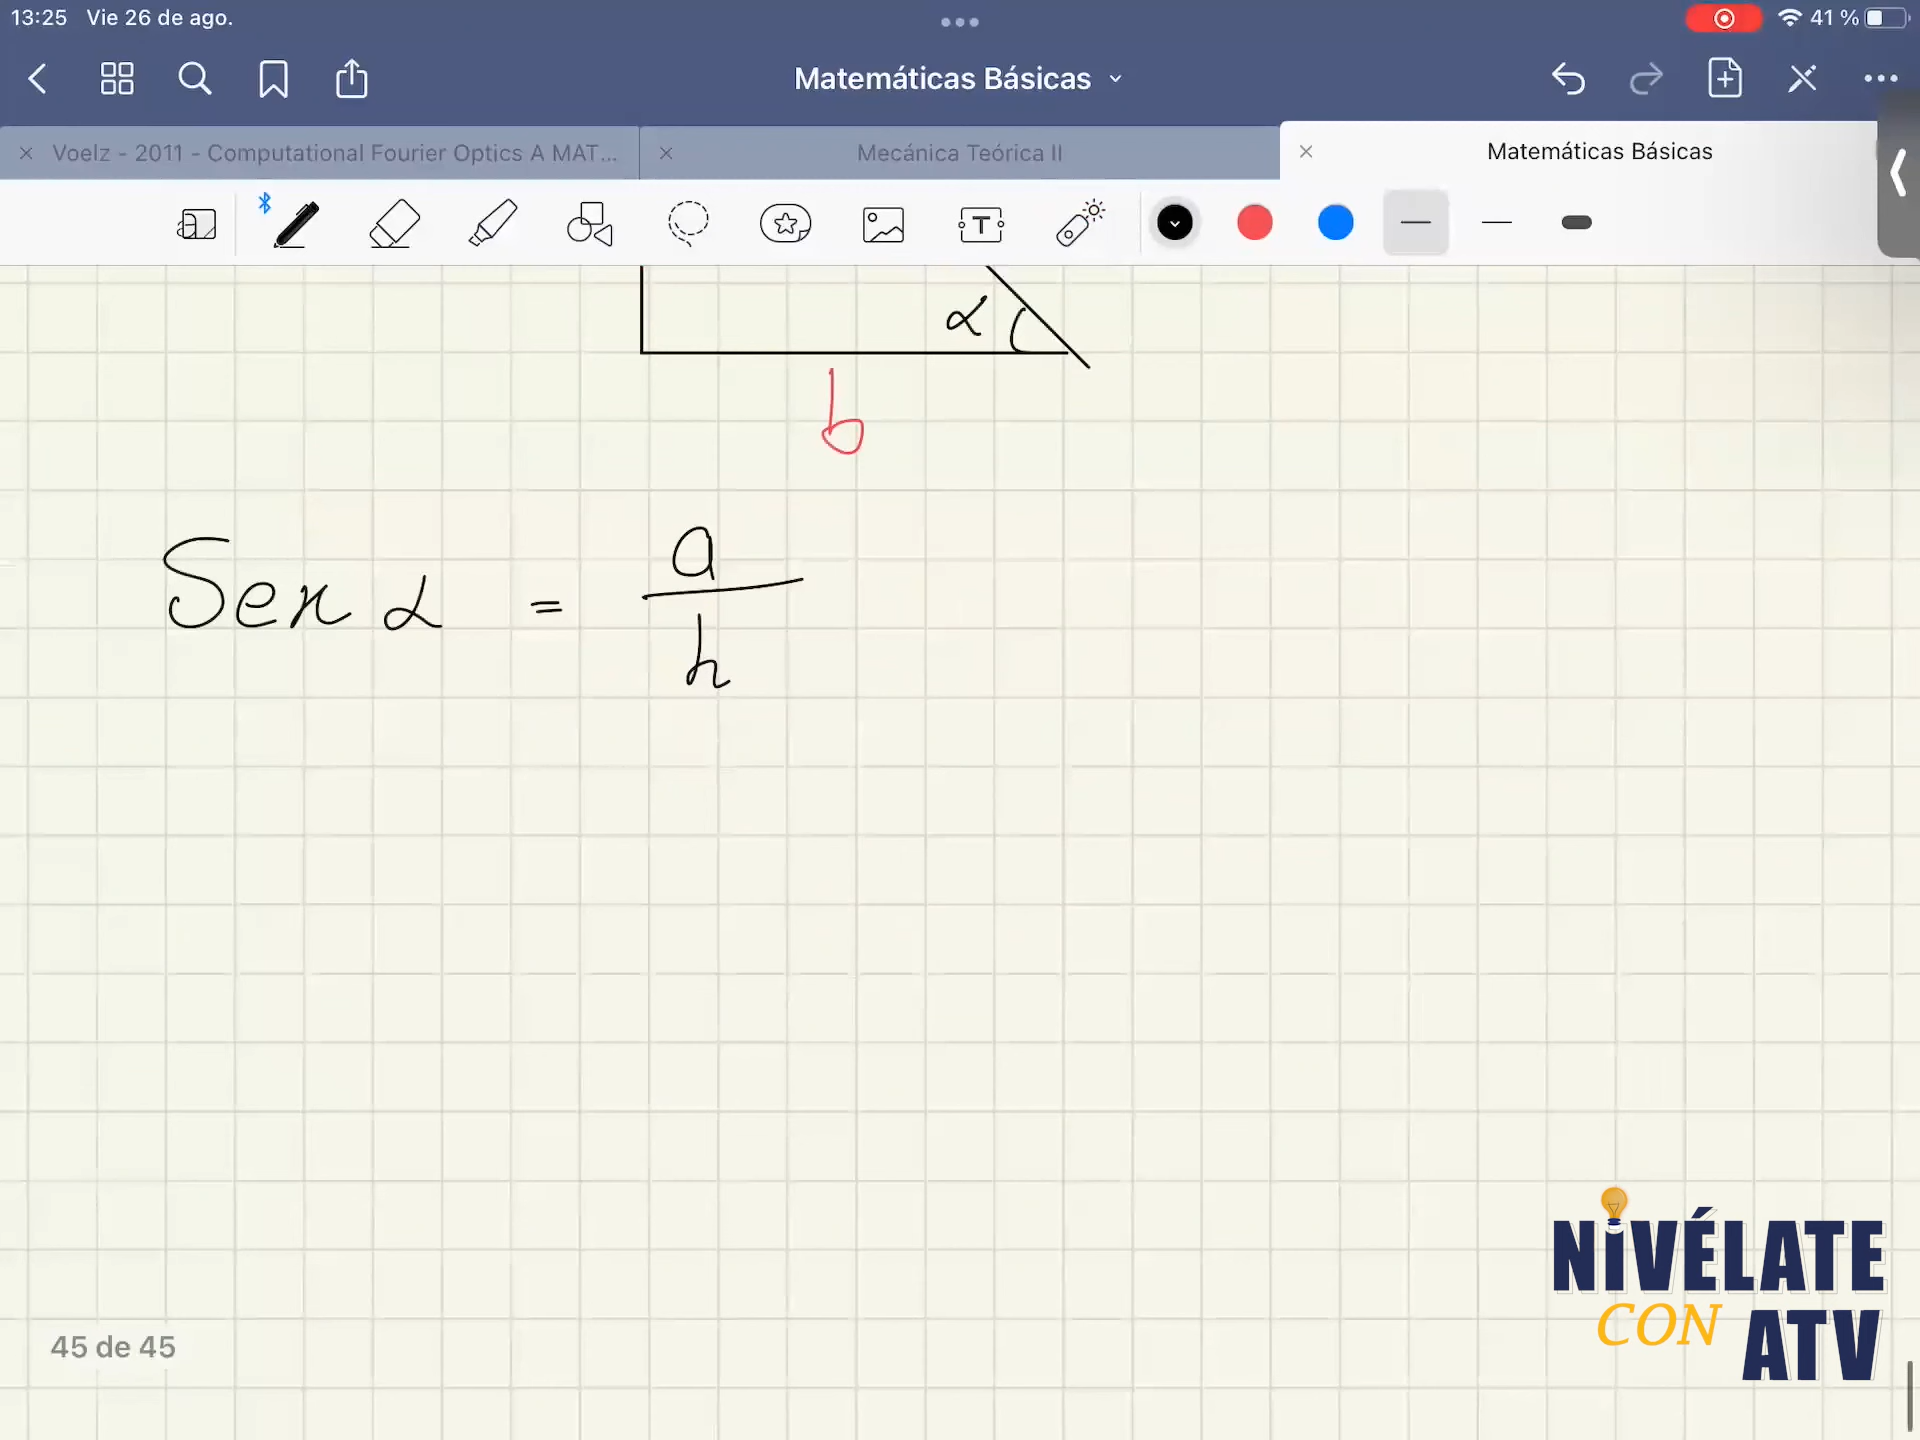 13:25 Vie 26 de ago. 41 %
Matemáticas Básicas
Voelz - 2011 - Computational Fourier Optics A MAT... Mecánica Teórica II Matemáticas Básicas
T
α
b
Sen α = a
h
NIVÉLATE
CON ATV
45 de 45